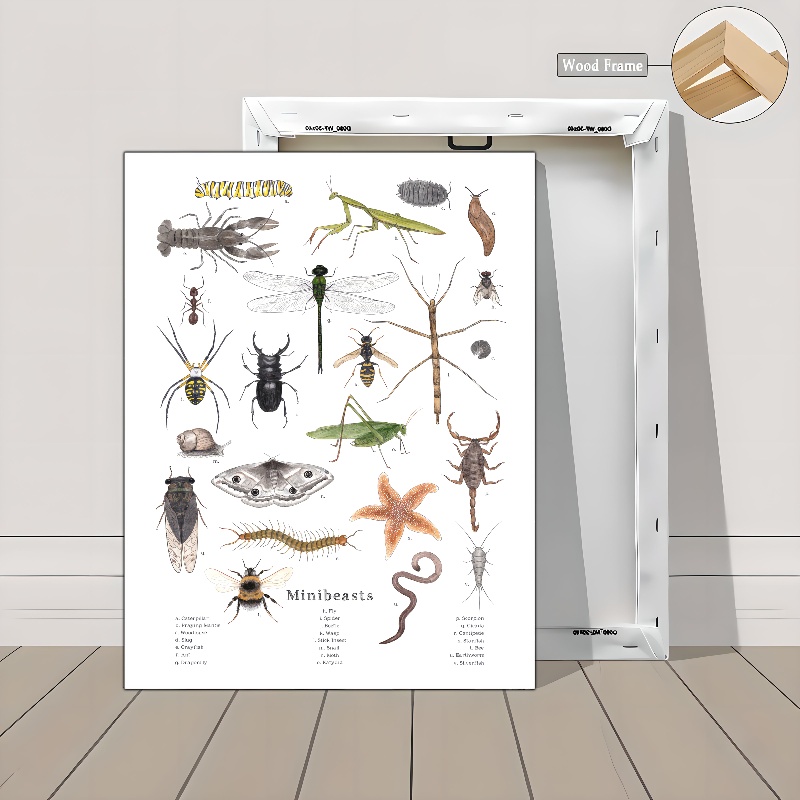 Wood Frame
Minibeasts
a. Caterpillar
b. Praying Mantis
c. Woodlouse
d. Slug
e. Crayfish
f. Ant
g. Dragonfly
h. Fly
i. Spider
Beetle
k. Wasp
Stick Insect
m. Snail
n. Moth
o. Katydid
p. Scorpion
q. Cicada
r. Centipede
s. Starfish
t. Bee
u. Earthworm
v. Silverfish